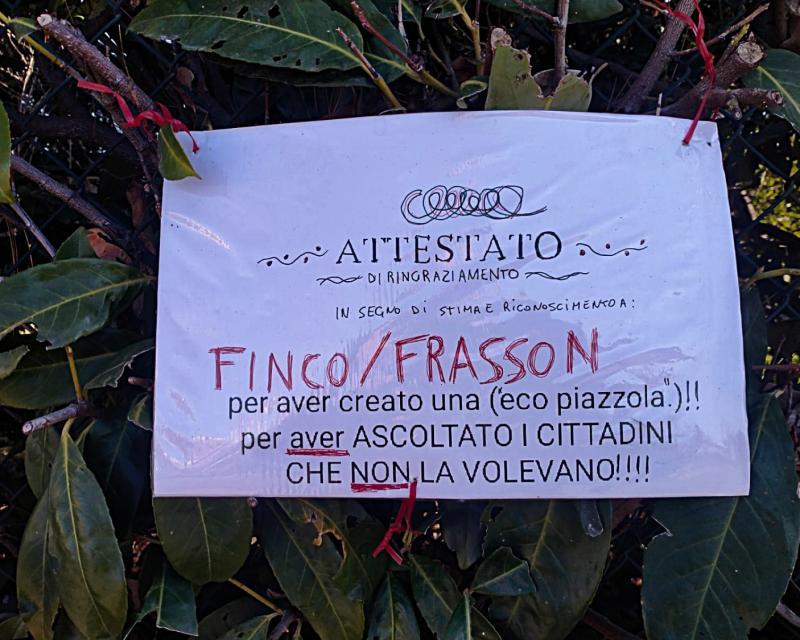 ATTESTATO
DI RINGRAZIAMENTO
IN SEGNO DI STIMA E RICONOSCIMENTO A:
FINCO/FRASSON
per aver creato una ("eco piazzola".)!!
per aver ASCOLTATO I CITTADINI
CHE NON LA VOLEVANO!!!!